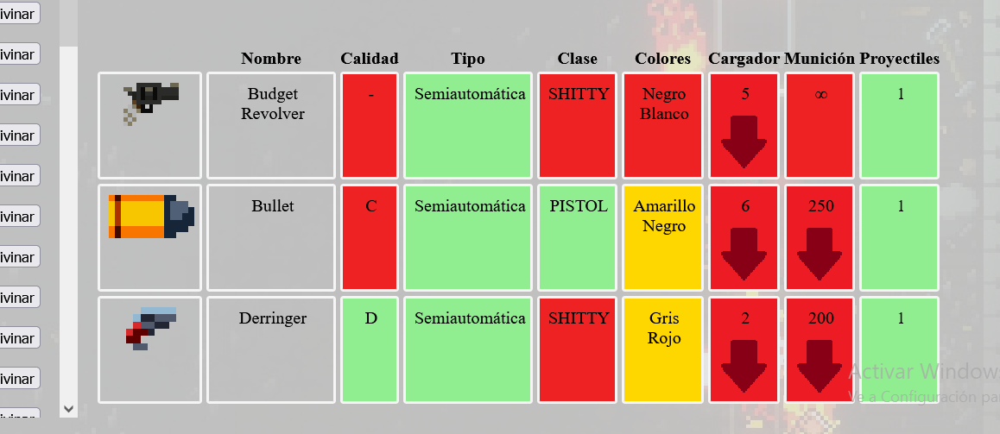 ivinar
ivinar
ivinar
ivinar
ivinar
ivinar
ivinar
ivinar
ivinar
ivinar
Nombre Calidad Tipo Clase Colores Cargador Munición Proyectiles
Budget Revolver - Semiautomática SHITTY Negro Blanco 5 ∞ 1
Bullet C Semiautomática PISTOL Amarillo Negro 6 250 1
Derringer D Semiautomática SHITTY Gris Rojo 2 200 1
Activar Windows
Ve a Configuración pa